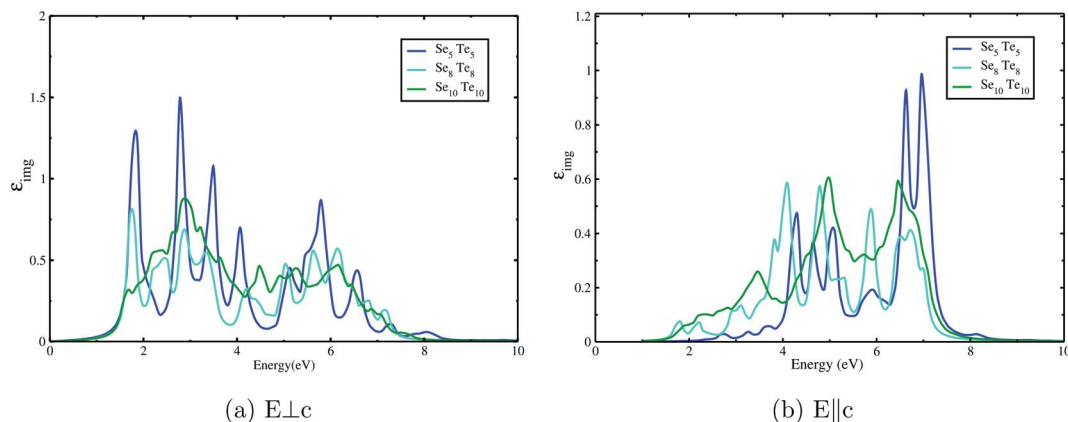 2
1.5
1
0.5
0
0 2 4 6 8 10
ε_img
Energy(eV)
Se₅ Te₅
Se₈ Te₈
Se₁₀ Te₁₀
(a) E⊥c
1.2
1
0.8
0.6
0.4
0.2
0
0 2 4 6 8 10
ε_img
Energy (eV)
Se₅ Te₅
Se₈ Te₈
Se₁₀ Te₁₀
(b) E∥c